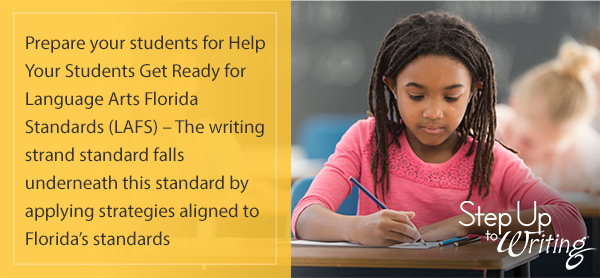 Prepare your students for Help
Your Students Get Ready for
Language Arts Florida
Standards (LAFS) – The writing
strand standard falls
underneath this standard by
applying strategies aligned to
Florida's standards
Step Up
to Writing